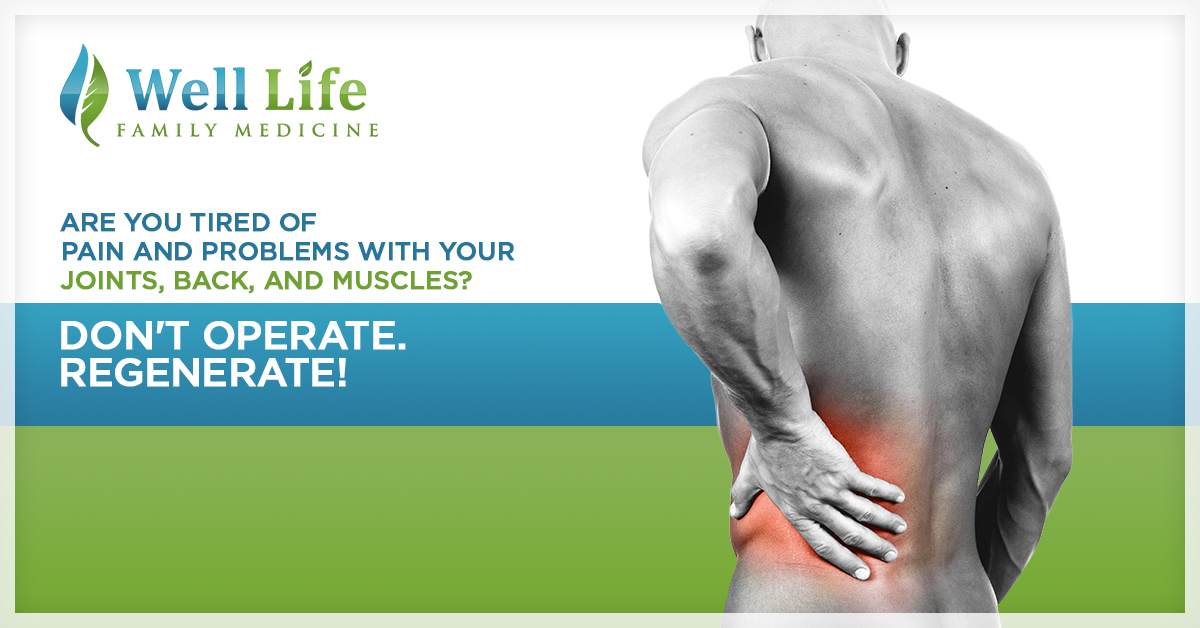 Well Life
FAMILY MEDICINE
ARE YOU TIRED OF
PAIN AND PROBLEMS WITH YOUR
JOINTS, BACK, AND MUSCLES?
DON'T OPERATE.
REGENERATE!